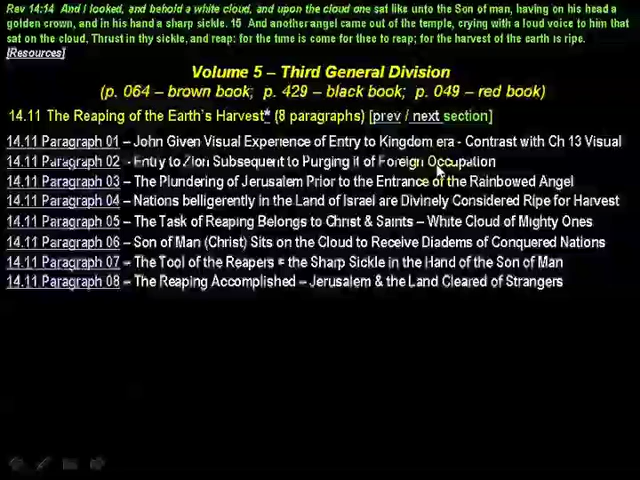 Rev 14:14 And I looked, and behold a white cloud, and upon the cloud one sat like unto the Son of man, having on his head a
golden crown, and in his hand a sharp sickle. 15 And another angel came out of the temple, crying with a loud voice to him that
sat on the cloud, Thrust in thy sickle, and reap: for the time is come for thee to reap; for the harvest of the earth is ripe.
[Resources]
Volume 5 – Third General Division
(p. 064 – brown book; p. 429 – black book; p. 049 – red book)
14.11 The Reaping of the Earth's Harvest* (8 paragraphs) [prev / next section]
14.11 Paragraph 01 – John Given Visual Experience of Entry to Kingdom era - Contrast with Ch 13 Visual
14.11 Paragraph 02 - Entry to Zion Subsequent to Purging it of Foreign Occupation
14.11 Paragraph 03 – The Plundering of Jerusalem Prior to the Entrance of the Rainbowed Angel
14.11 Paragraph 04 – Nations belligerently in the Land of Israel are Divinely Considered Ripe for Harvest
14.11 Paragraph 05 – The Task of Reaping Belongs to Christ & Saints – White Cloud of Mighty Ones
14.11 Paragraph 06 – Son of Man (Christ) Sits on the Cloud to Receive Diadems of Conquered Nations
14.11 Paragraph 07 – The Tool of the Reapers = the Sharp Sickle in the Hand of the Son of Man
14.11 Paragraph 08 – The Reaping Accomplished – Jerusalem & the Land Cleared of Strangers